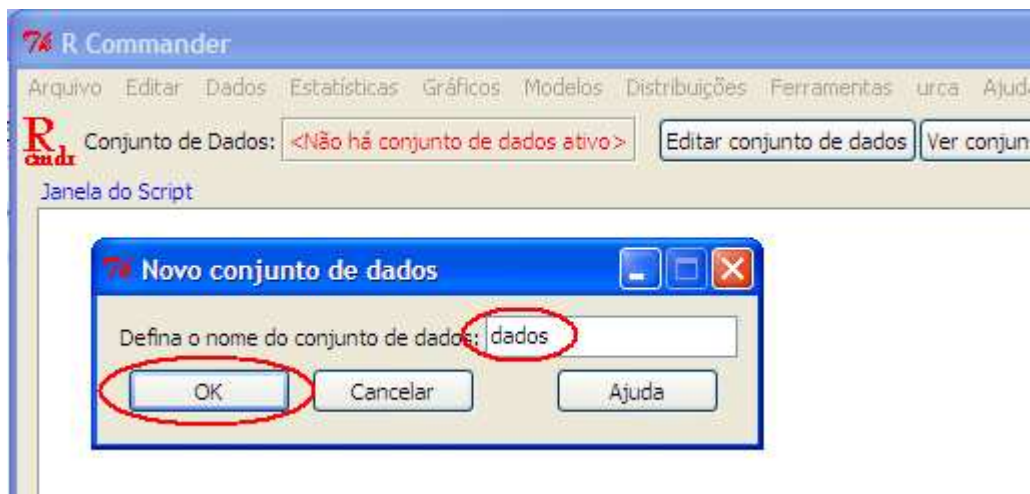 R Commander
Arquivo Editar Dados Estatísticas Gráficos Modelos Distribuições Ferramentas urca Ajuda
R cmdr Conjunto de Dados: <Não há conjunto de dados ativo> Editar conjunto de dados Ver conjun
Janela do Script
Novo conjunto de dados
Defina o nome do conjunto de dados: dados
OK Cancelar Ajuda